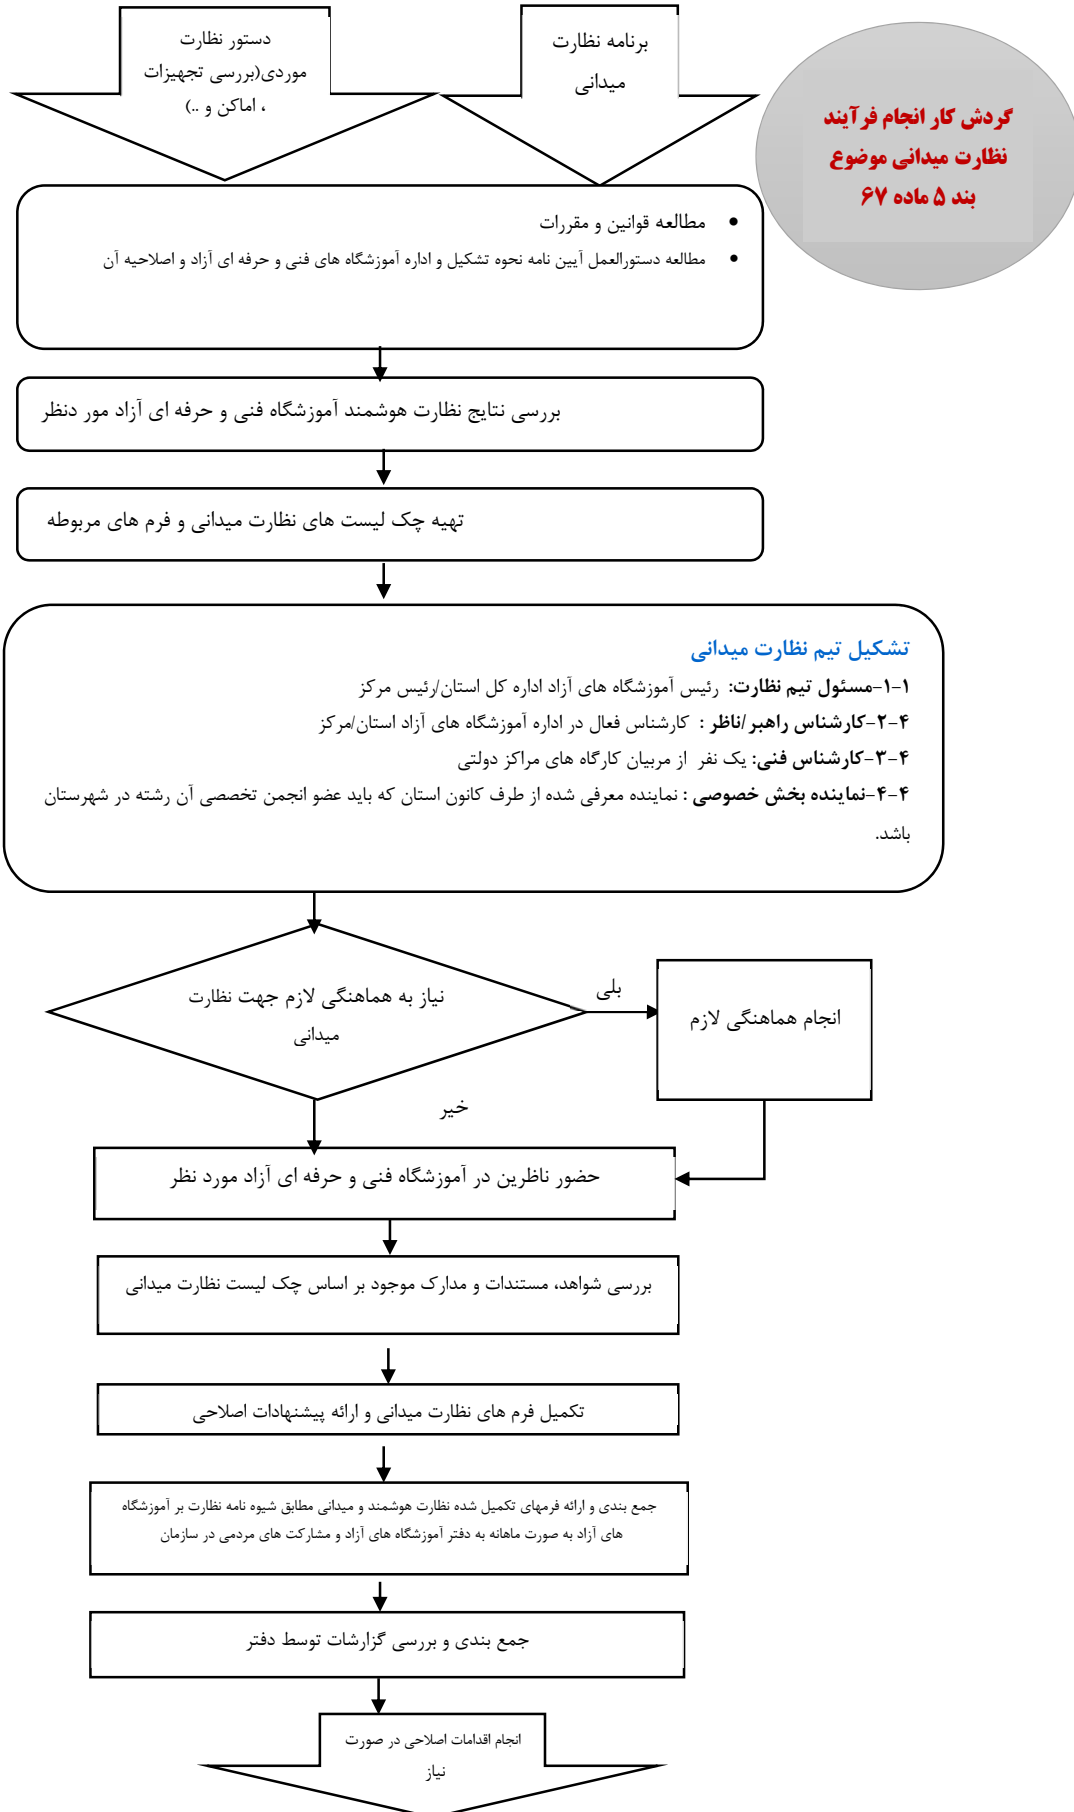 گردش کار انجام فرآیند
نظارت میدانی موضوع
بند ۵ ماده ۶۷
برنامه نظارت
میدانی
دستور نظارت
موردی(بررسی تجهیزات
، اماکن و ..)
• مطالعه قوانین و مقررات
• مطالعه دستورالعمل آیین نامه نحوه تشکیل و اداره آموزشگاه های فنی و حرفه ای آزاد و اصلاحیه آن
بررسی نتایج نظارت هوشمند آموزشگاه فنی و حرفه ای آزاد مور دنظر
تهیه چک لیست های نظارت میدانی و فرم های مربوطه
تشکیل تیم نظارت میدانی
۱-۱-مسئول تیم نظارت: رئیس آموزشگاه های آزاد اداره کل استان/رئیس مرکز
۲-۴-کارشناس راهبر/ناظر : کارشناس فعال در اداره آموزشگاه های آزاد استان/مرکز
۳-۴-کارشناس فنی: یک نفر از مربیان کارگاه های مراکز دولتی
۴-۴-نماینده بخش خصوصی : نماینده معرفی شده از طرف کانون استان که باید عضو انجمن تخصصی آن رشته در شهرستان
باشد.
نیاز به هماهنگی لازم جهت نظارت
میدانی
بلی
انجام هماهنگی لازم
خیر
حضور ناظرین در آموزشگاه فنی و حرفه ای آزاد مورد نظر
بررسی شواهد، مستندات و مدارک موجود بر اساس چک لیست نظارت میدانی
تکمیل فرم های نظارت میدانی و ارائه پیشنهادات اصلاحی
جمع بندی و ارائه فرمهای تکمیل شده نظارت هوشمند و میدانی مطابق شیوه نامه نظارت بر آموزشگاه
های آزاد به صورت ماهانه به دفتر آموزشگاه های آزاد و مشارکت های مردمی در سازمان
جمع بندی و بررسی گزارشات توسط دفتر
انجام اقدامات اصلاحی در صورت
نیاز